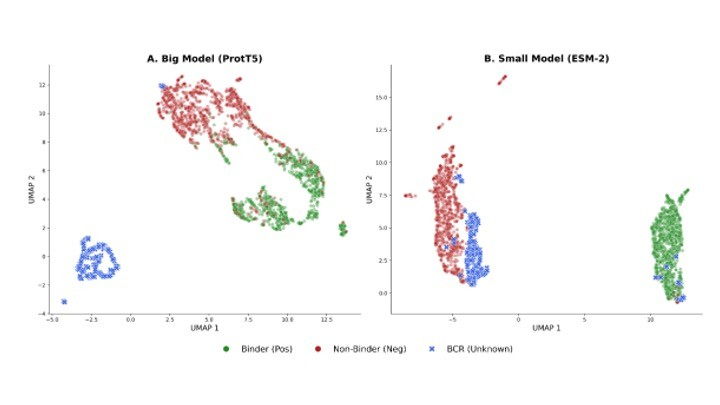 A. Big Model (ProtT5)
B. Small Model (ESM-2)
12
10
8
6
4
2
0
−2
−4
UMAP 2
−5.0 −2.5 0.0 2.5 5.0 7.5 10.0 12.5
UMAP 1
15.0
12.5
10.0
7.5
5.0
2.5
0.0
UMAP 2
−5 0 5 10
UMAP 1
Binder (Pos) Non-Binder (Neg) BCR (Unknown)